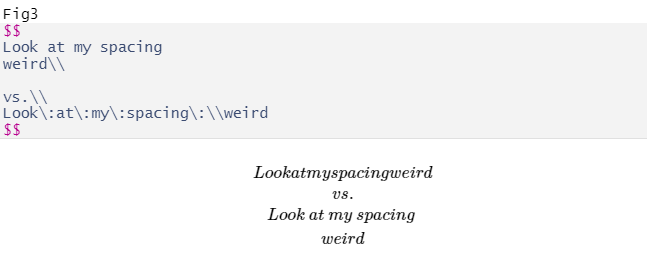 Fig3
$$
Look at my spacing
weird\\
vs.\\
Look\:at\:my\:spacing\:\\weird
$$
Lookatmyspacingweird
vs.
Look at my spacing
weird